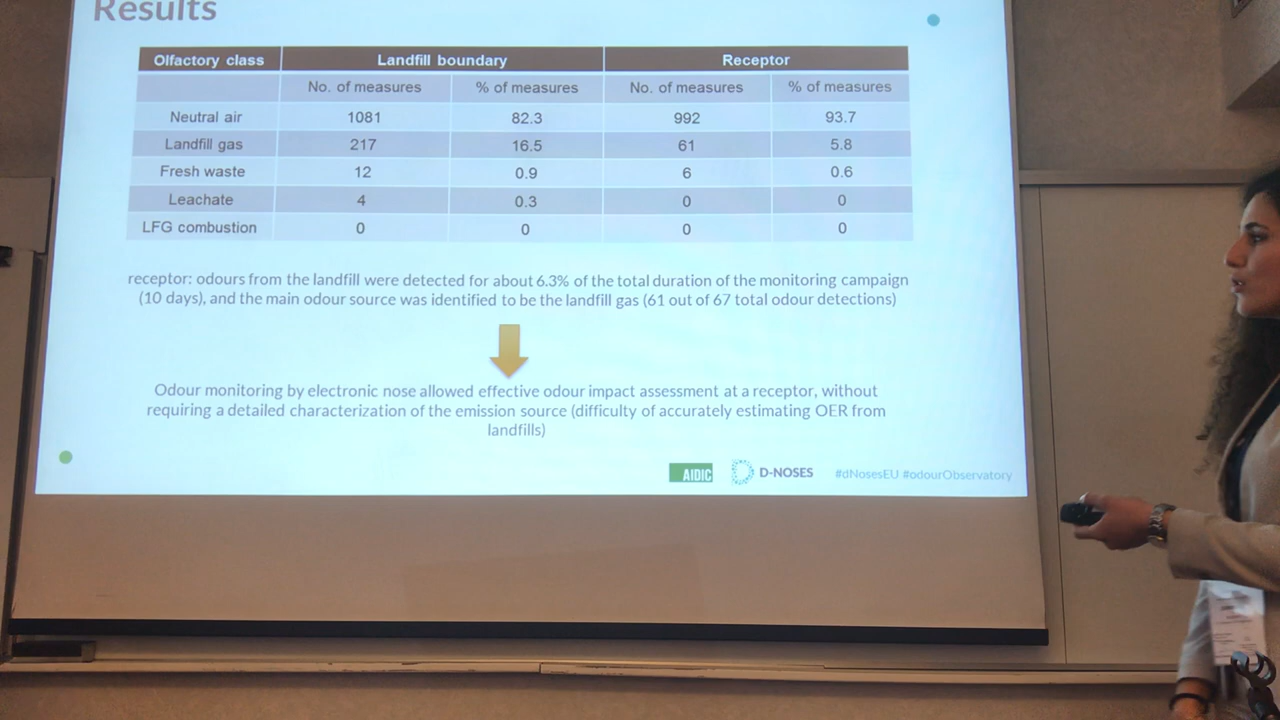 Results
Olfactory class Landfill boundary Receptor
No. of measures % of measures No. of measures % of measures
Neutral air 1081 82.3 992 93.7
Landfill gas 217 16.5 61 5.8
Fresh waste 12 0.9 6 0.6
Leachate 4 0.3 0 0
LFG combustion 0 0 0 0
receptor: odours from the landfill were detected for about 6.3% of the total duration of the monitoring campaign
(10 days), and the main odour source was identified to be the landfill gas (61 out of 67 total odour detections)
Odour monitoring by electronic nose allowed effective odour impact assessment at a receptor, without
requiring a detailed characterization of the emission source (difficulty of accurately estimating OER from
landfills)
AIDIC D-NOSES #dNosesEU #odourObservatory